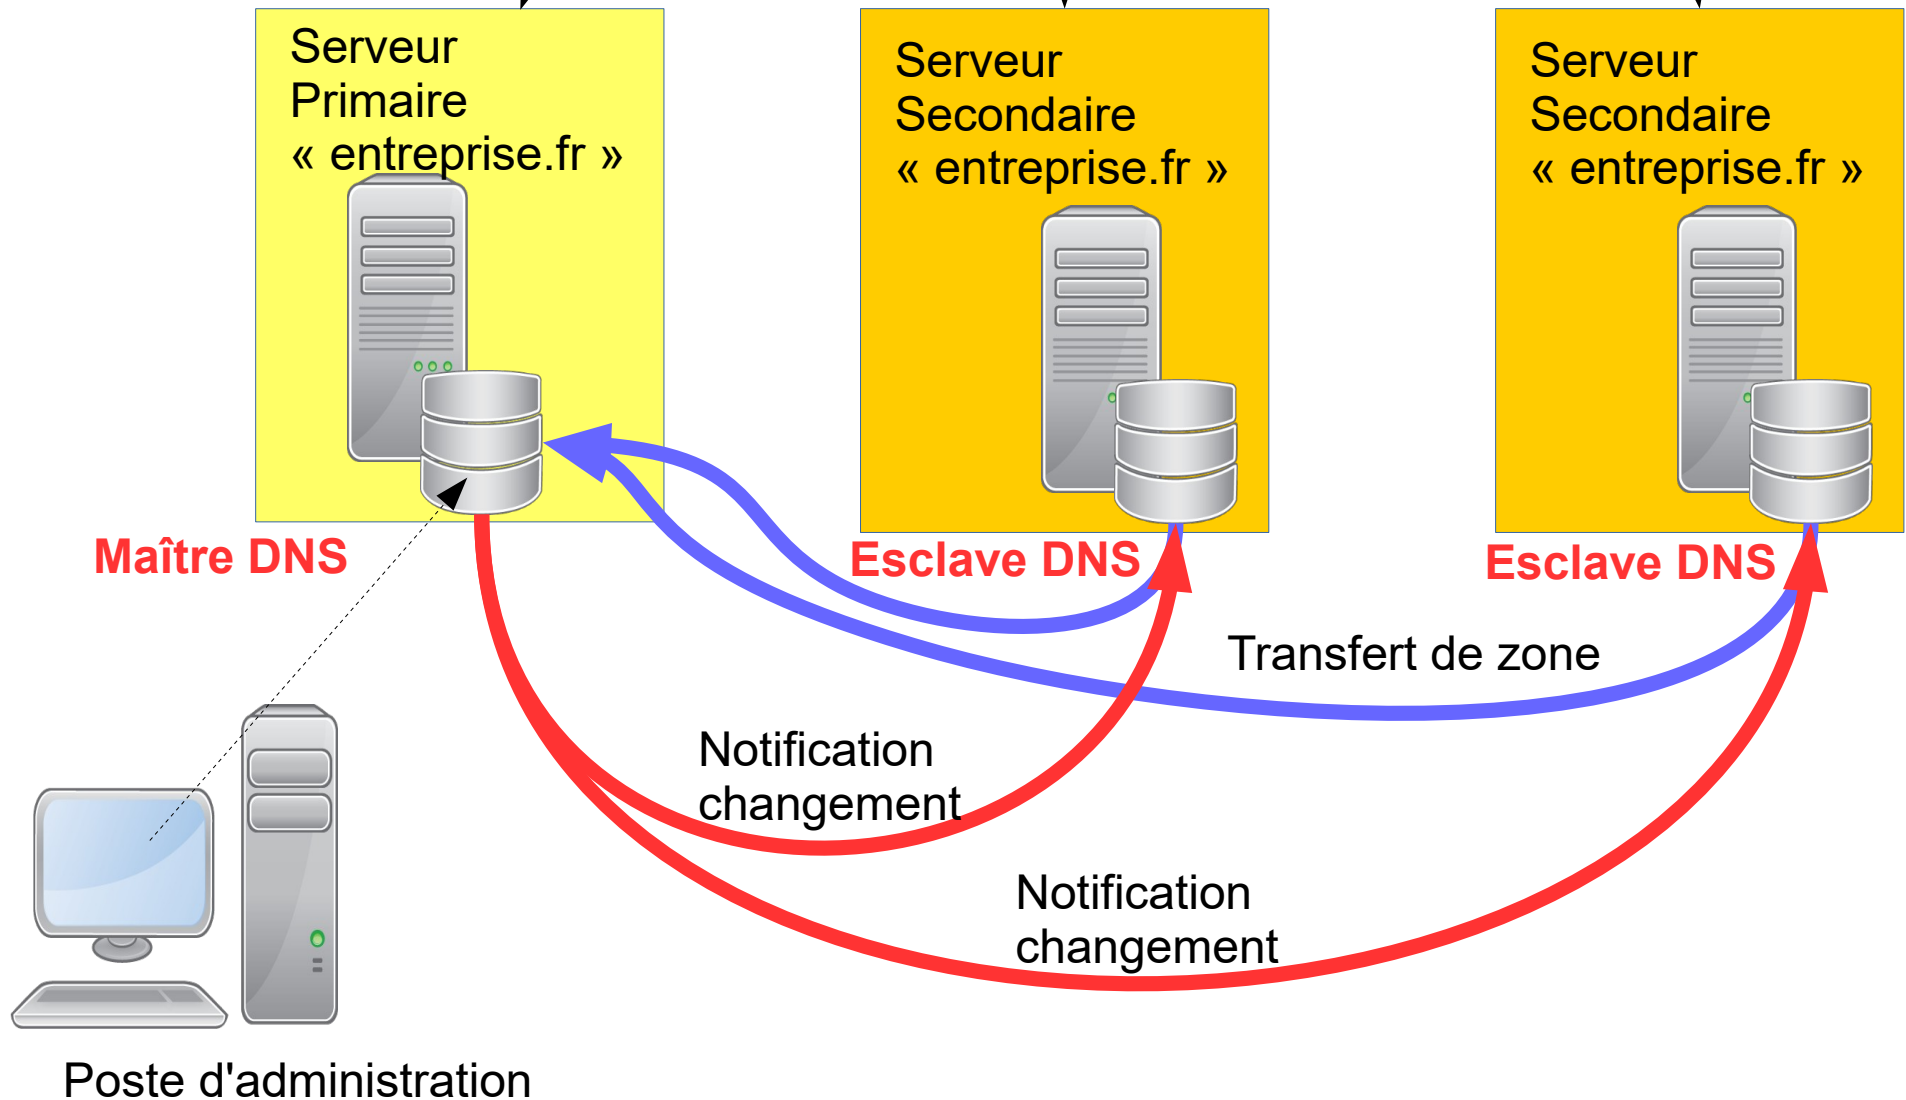 Serveur
Primaire
« entreprise.fr »
Serveur
Secondaire
« entreprise.fr »
Serveur
Secondaire
« entreprise.fr »
Maître DNS
Esclave DNS
Esclave DNS
Transfert de zone
Notification
changement
Notification
changement
Poste d'administration